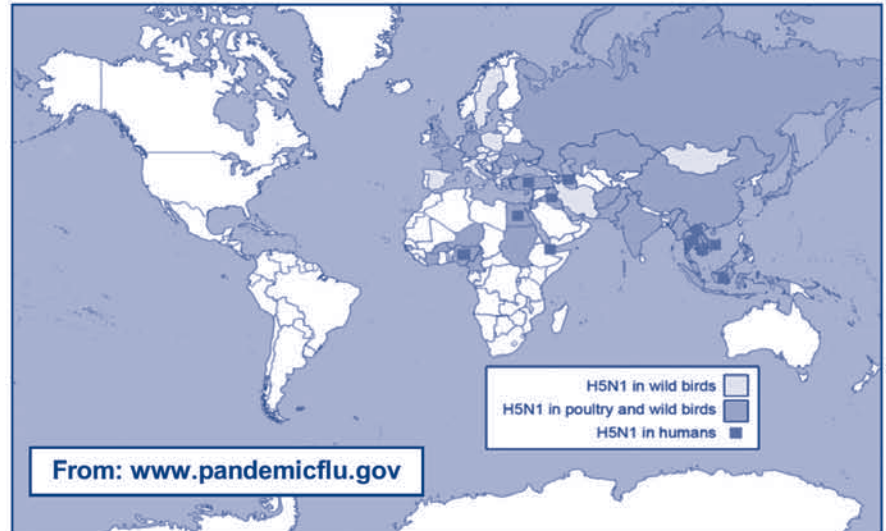 H5N1 in wild birds
H5N1 in poultry and wild birds
H5N1 in humans
From: www.pandemicflu.gov